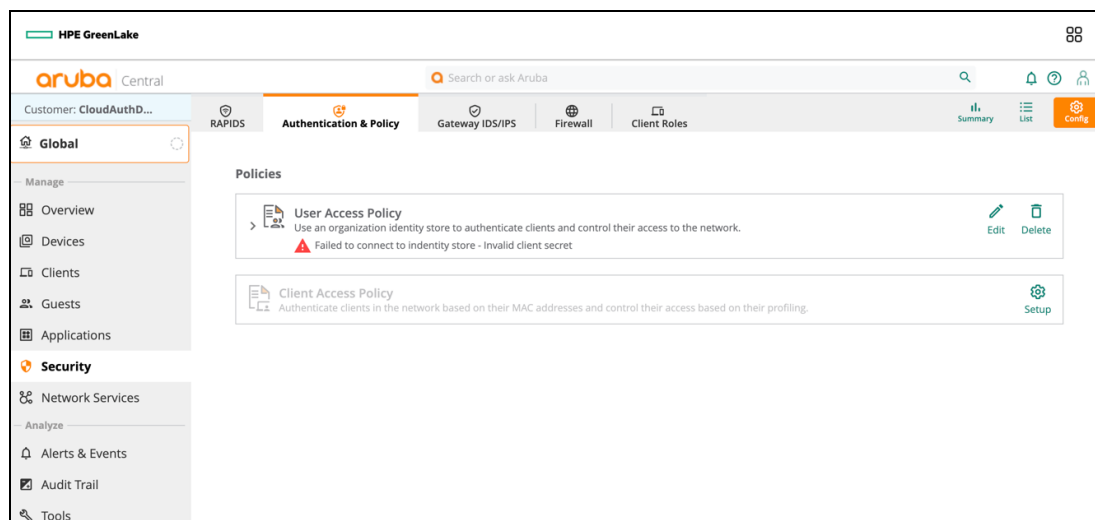 HPE GreenLake
aruba Central
Search or ask Aruba
Customer: CloudAuthD...
RAPIDS
Authentication & Policy
Gateway IDS/IPS
Firewall
Client Roles
Summary
List
Config
Global
Manage
Overview
Devices
Clients
Guests
Applications
Security
Network Services
Analyze
Alerts & Events
Audit Trail
Tools
Policies
User Access Policy
Use an organization identity store to authenticate clients and control their access to the network.
Failed to connect to indentity store - Invalid client secret
Edit
Delete
Client Access Policy
Authenticate clients in the network based on their MAC addresses and control their access based on their profiling.
Setup